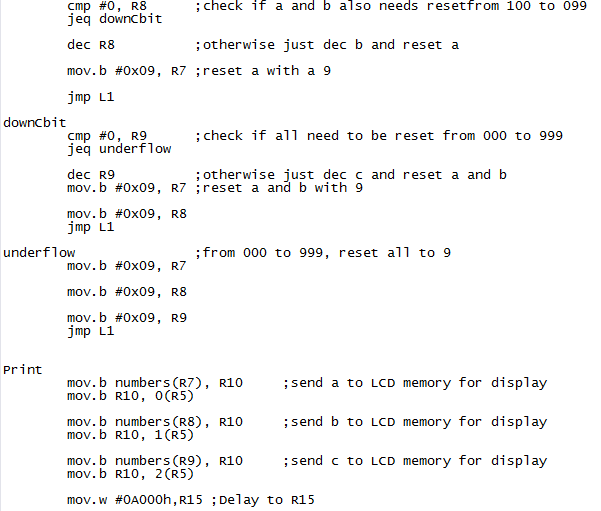 cmp #0, R8 ;check if a and b also needs resetfrom 100 to 099
jeq downCbit
dec R8 ;otherwise just dec b and reset a
mov.b #0x09, R7 ;reset a with a 9
jmp L1
downCbit
cmp #0, R9 ;check if all need to be reset from 000 to 999
jeq underflow
dec R9 ;otherwise just dec c and reset a and b
mov.b #0x09, R7 ;reset a and b with 9
mov.b #0x09, R8
jmp L1
underflow ;from 000 to 999, reset all to 9
mov.b #0x09, R7
mov.b #0x09, R8
mov.b #0x09, R9
jmp L1
Print
mov.b numbers(R7), R10 ;send a to LCD memory for display
mov.b R10, 0(R5)
mov.b numbers(R8), R10 ;send b to LCD memory for display
mov.b R10, 1(R5)
mov.b numbers(R9), R10 ;send c to LCD memory for display
mov.b R10, 2(R5)
mov.w #0A000h,R15 ;Delay to R15